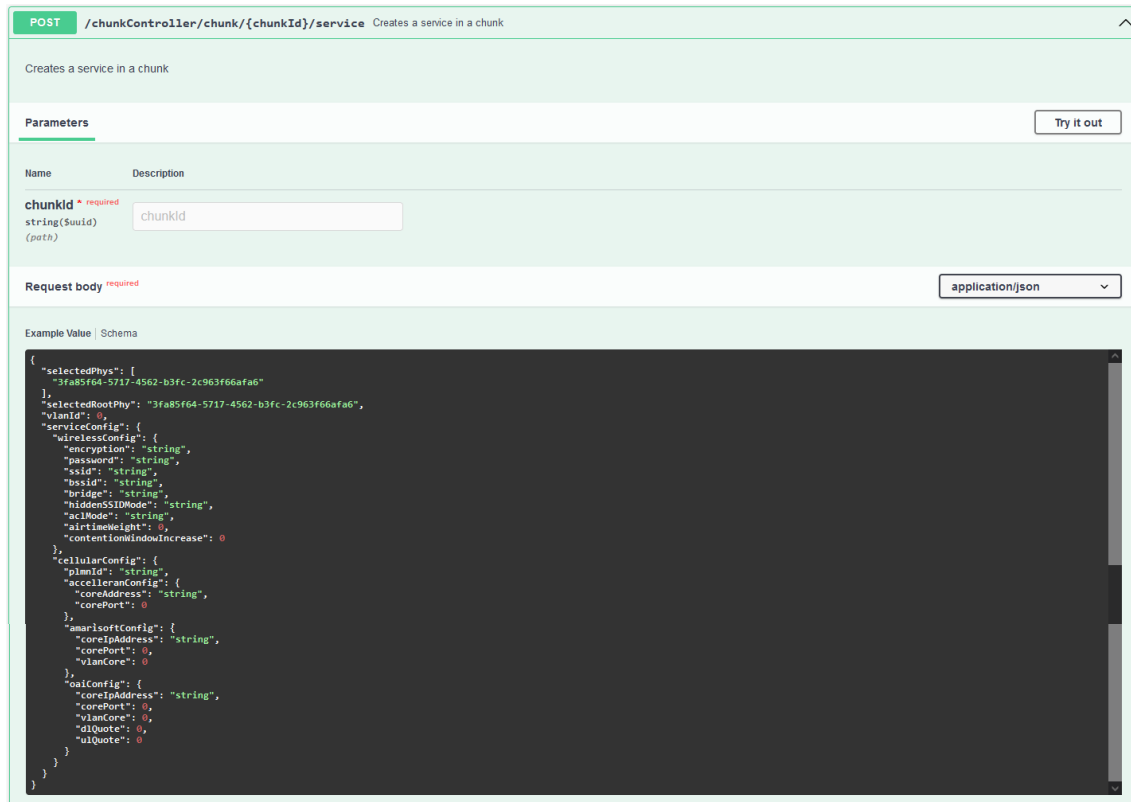 POST /chunkController/chunk/{chunkId}/service Creates a service in a chunk
Creates a service in a chunk
Parameters
Try it out
Name Description
chunkId * required
string($uuid)
(path)
chunkId
Request body required
application/json
Example Value | Schema
{
  "selectedPhys": [
    "3fa85f64-5717-4562-b3fc-2c963f66afa6"
  ],
  "selectedRootPhy": "3fa85f64-5717-4562-b3fc-2c963f66afa6",
  "vlanId": 0,
  "serviceConfig": {
    "wirelessConfig": {
      "encryption": "string",
      "password": "string",
      "ssid": "string",
      "bssid": "string",
      "bridge": "string",
      "hiddenSSIDMode": "string",
      "aclMode": "string",
      "airtimeWeight": 0,
      "contentionWindowIncrease": 0
    },
    "cellularConfig": {
      "plmnId": "string",
      "accelleranConfig": {
        "coreAddress": "string",
        "corePort": 0
      },
      "amarisoftConfig": {
        "coreIpAddress": "string",
        "corePort": 0,
        "vlanCore": 0
      },
      "oaiConfig": {
        "coreIpAddress": "string",
        "corePort": 0,
        "vlanCore": 0,
        "dlQuote": 0,
        "ulQuote": 0
      }
    }
  }
}